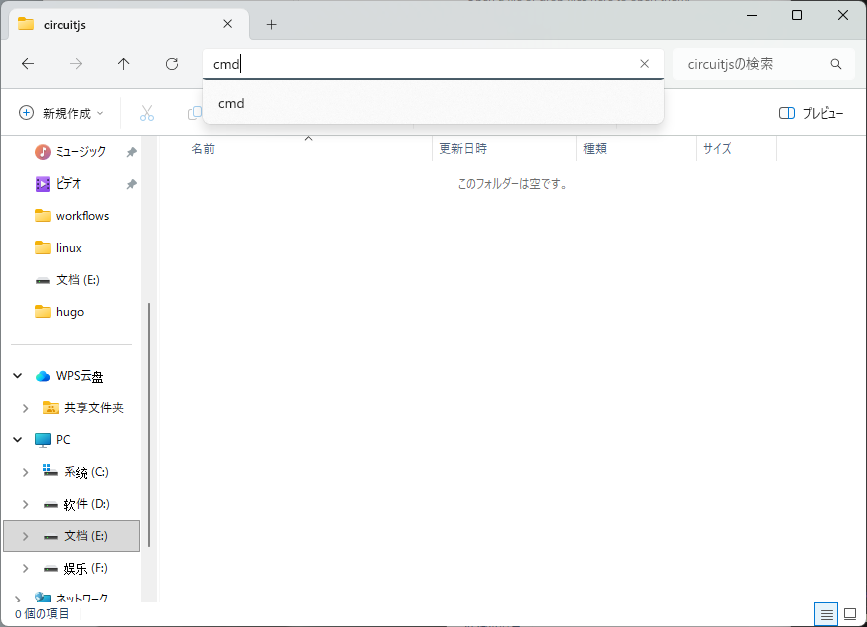 circuitjs
cmd
circuitjsの検索
cmd
新規作成
プレビュー
名前
更新日時
種類
サイズ
このフォルダーは空です。
ミュージック
ビデオ
workflows
linux
文档 (E:)
hugo
WPS云盘
共享文件夹
PC
系统 (C:)
软件 (D:)
文档 (E:)
娱乐 (F:)
ネットワーク
0 個の項目